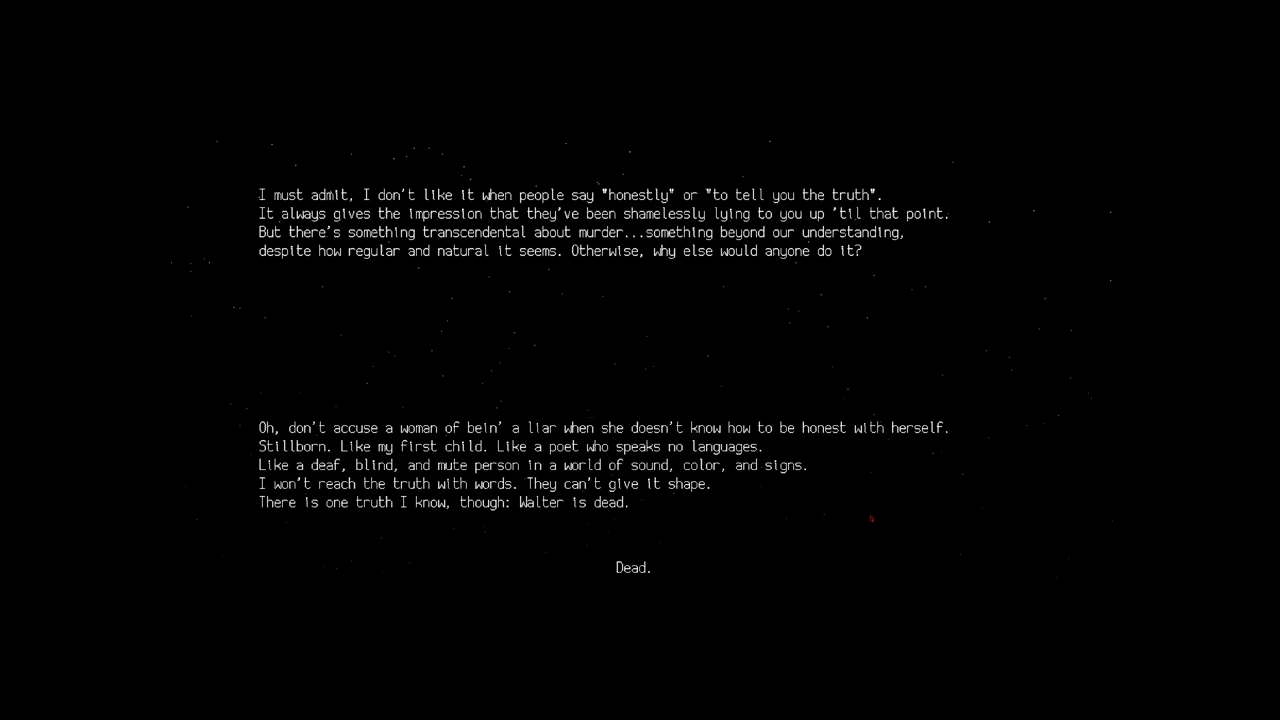 I must admit, I don't like it when people say "honestly" or "to tell you the truth".
It always gives the impression that they've been shamelessly lying to you up 'til that point.
But there's something transcendental about murder...something beyond our understanding,
despite how regular and natural it seems. Otherwise, why else would anyone do it?
Oh, don't accuse a woman of bein' a liar when she doesn't know how to be honest with herself.
Stillborn. Like my first child. Like a poet who speaks no languages.
Like a deaf, blind, and mute person in a world of sound, color, and signs.
I won't reach the truth with words. They can't give it shape.
There is one truth I know, though: Walter is dead.
Dead.